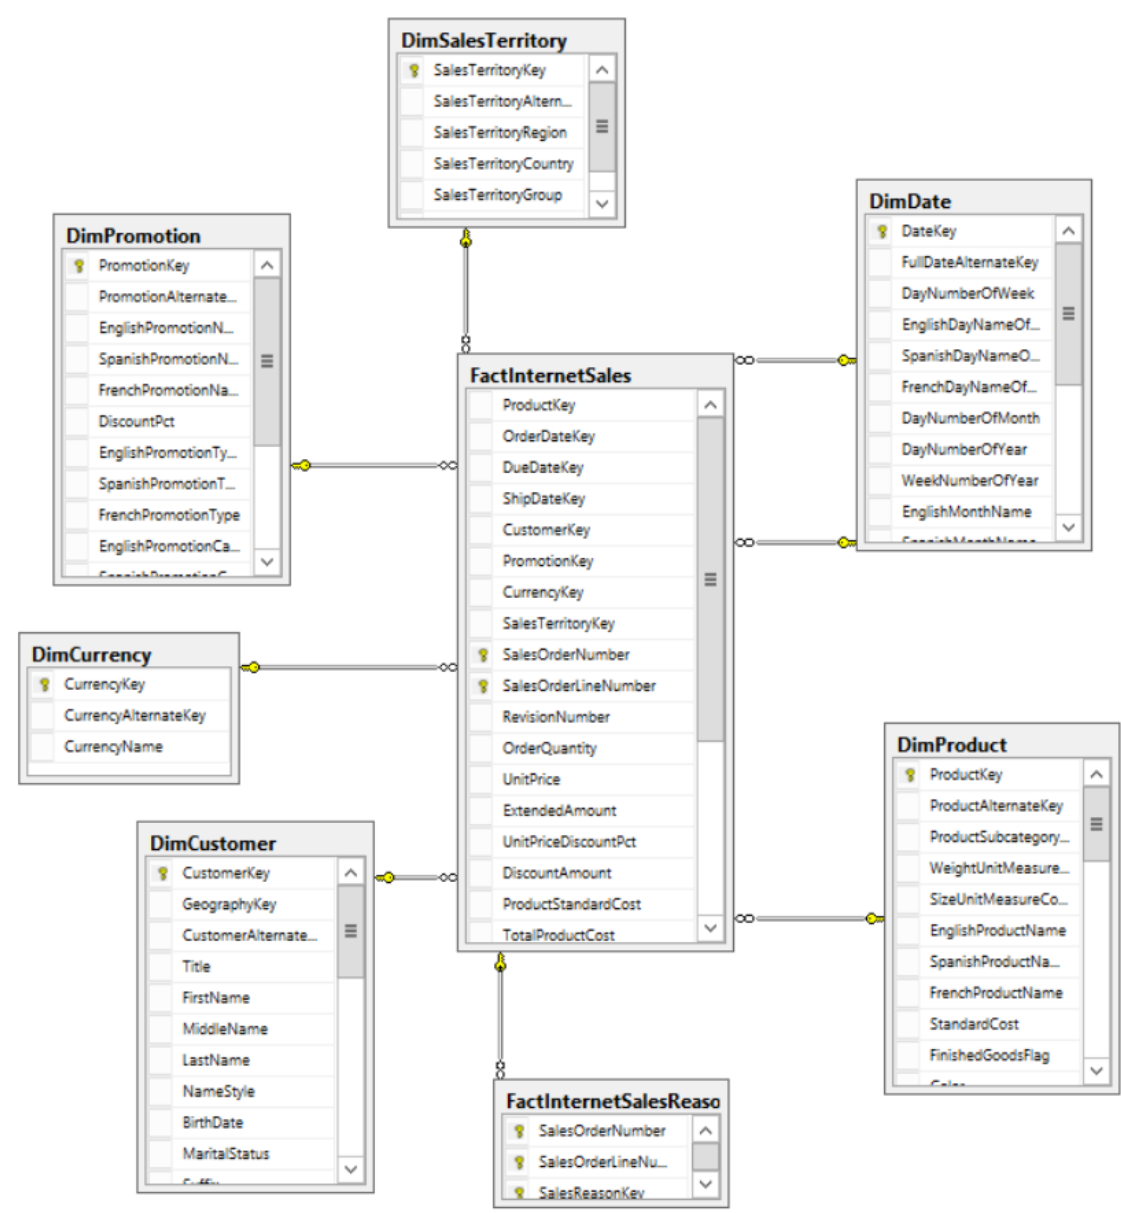 DimSalesTerritory
SalesTerritoryKey
SalesTerritoryAltern...
SalesTerritoryRegion
SalesTerritoryCountry
SalesTerritoryGroup
DimPromotion
PromotionKey
PromotionAlternate...
EnglishPromotionN...
SpanishPromotionN...
FrenchPromotionNa...
DiscountPct
EnglishPromotionTy...
SpanishPromotionT...
FrenchPromotionType
EnglishPromotionCa...
SpanishPromotionC...
DimDate
DateKey
FullDateAlternateKey
DayNumberOfWeek
EnglishDayNameOf...
SpanishDayNameO...
FrenchDayNameOf...
DayNumberOfMonth
DayNumberOfYear
WeekNumberOfYear
EnglishMonthName
SpanishMonthName
FactInternetSales
ProductKey
OrderDateKey
DueDateKey
ShipDateKey
CustomerKey
PromotionKey
CurrencyKey
SalesTerritoryKey
SalesOrderNumber
SalesOrderLineNumber
RevisionNumber
OrderQuantity
UnitPrice
ExtendedAmount
UnitPriceDiscountPct
DiscountAmount
ProductStandardCost
TotalProductCost
DimCurrency
CurrencyKey
CurrencyAlternateKey
CurrencyName
DimCustomer
CustomerKey
GeographyKey
CustomerAlternate...
Title
FirstName
MiddleName
LastName
NameStyle
BirthDate
MaritalStatus
Suffix
DimProduct
ProductKey
ProductAlternateKey
ProductSubcategory...
WeightUnitMeasure...
SizeUnitMeasureCo...
EnglishProductName
SpanishProductNa...
FrenchProductName
StandardCost
FinishedGoodsFlag
Color
FactInternetSalesReaso
SalesOrderNumber
SalesOrderLineNu...
SalesReasonKey